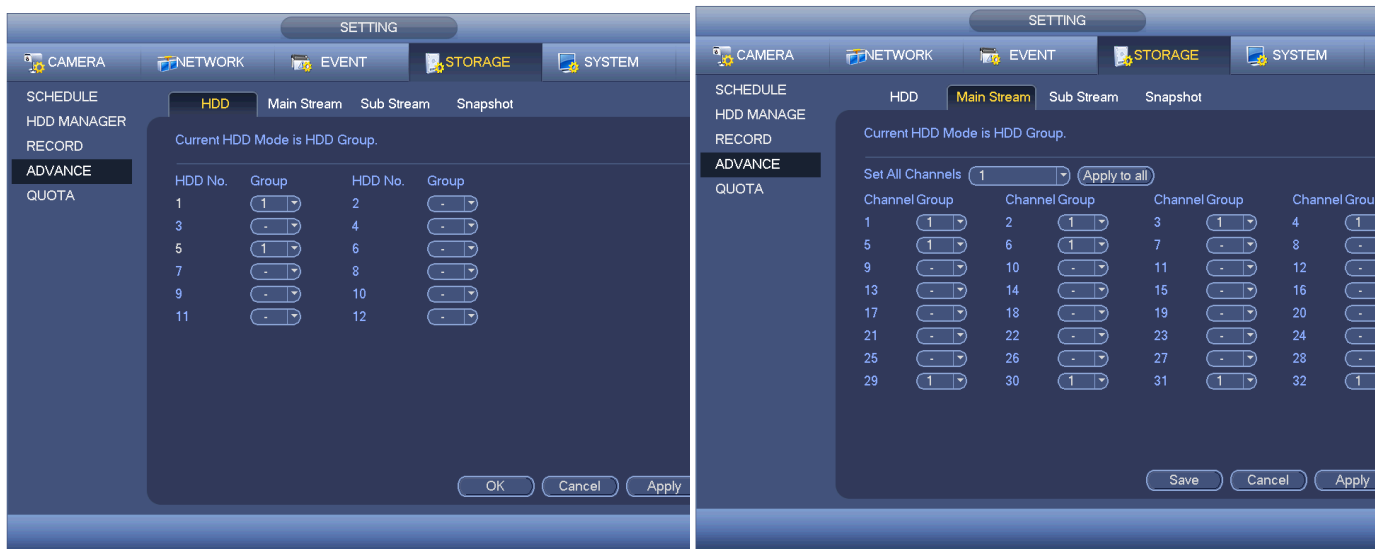 SETTING
CAMERA NETWORK EVENT STORAGE SYSTEM
SCHEDULE
HDD MANAGER
RECORD
ADVANCE
QUOTA
HDD Main Stream Sub Stream Snapshot
Current HDD Mode is HDD Group.
HDD No. Group HDD No. Group
1 1 2 -
3 - 4 -
5 1 6 -
7 - 8 -
9 - 10 -
11 - 12 -
OK Cancel Apply
SETTING
CAMERA NETWORK EVENT STORAGE SYSTEM
SCHEDULE
HDD MANAGE
RECORD
ADVANCE
QUOTA
HDD Main Stream Sub Stream Snapshot
Current HDD Mode is HDD Group.
Set All Channels 1 Apply to all
Channel Group Channel Group Channel Group Channel Grou
1 1 2 1 3 1 4 1
5 1 6 1 7 - 8 -
9 - 10 - 11 - 12 -
13 - 14 - 15 - 16 -
17 - 18 - 19 - 20 -
21 - 22 - 23 - 24 -
25 - 26 - 27 - 28 -
29 1 30 1 31 1 32 1
Save Cancel Apply